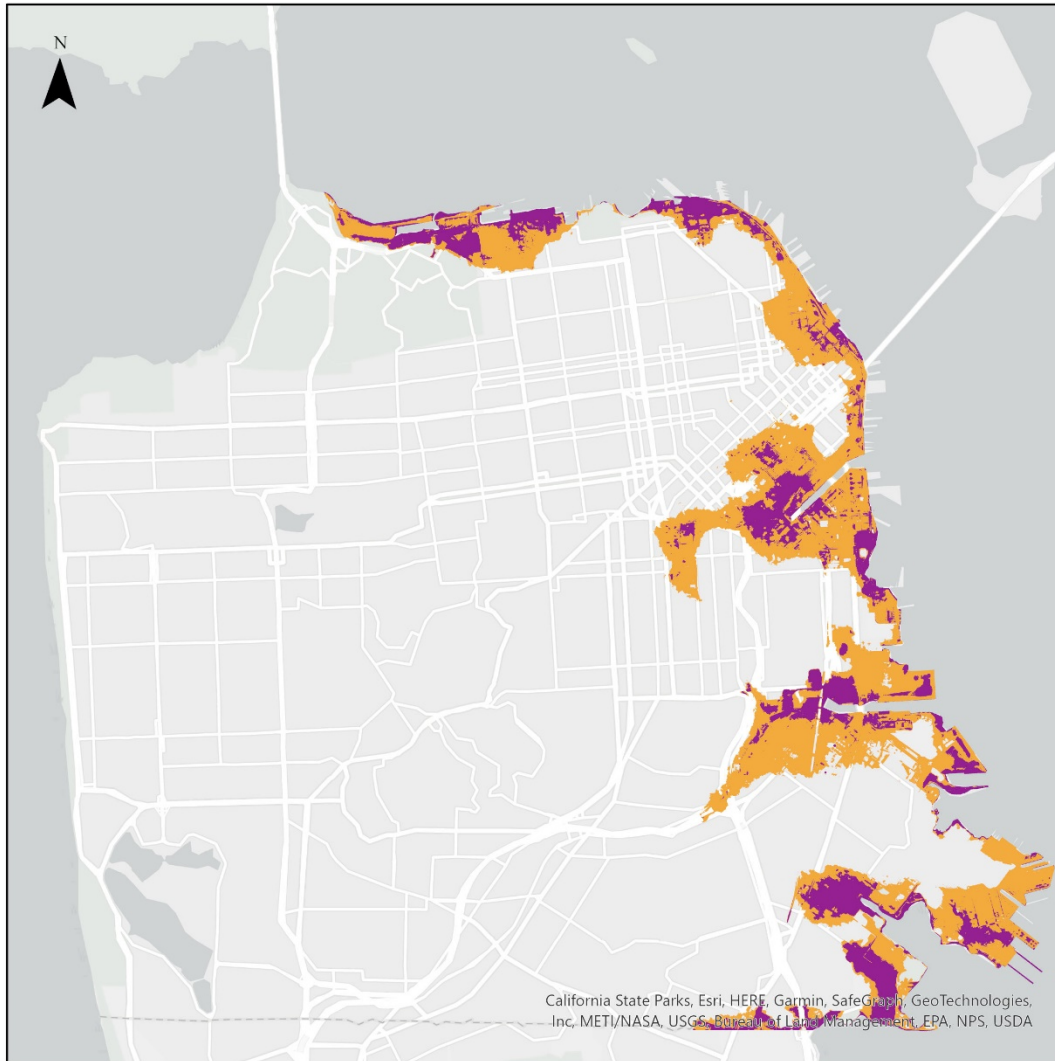 N
California State Parks, Esri, HERE, Garmin, SafeGraph, GeoTechnologies,
Inc, METI/NASA, USGS, Bureau of Land Management, EPA, NPS, USDA